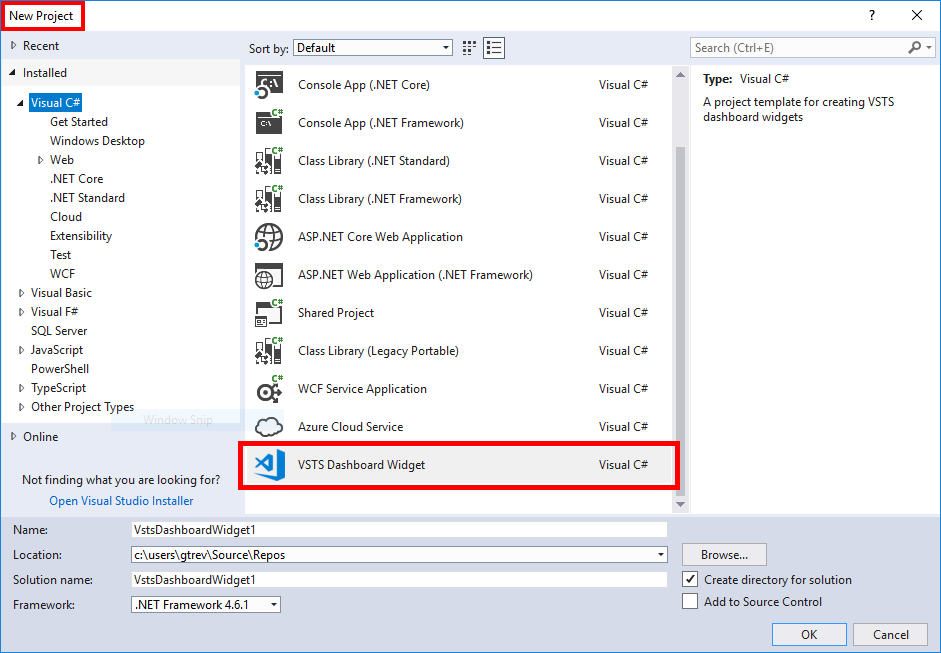 New Project
?
Recent
Installed
Visual C#
Get Started
Windows Desktop
Web
.NET Core
.NET Standard
Cloud
Extensibility
Test
WCF
Visual Basic
Visual F#
SQL Server
JavaScript
PowerShell
TypeScript
Other Project Types
Window Snip
Online
Not finding what you are looking for?
Open Visual Studio Installer
Sort by: Default
Console App (.NET Core) Visual C#
C:\ C# Console App (.NET Framework) Visual C#
C# Class Library (.NET Standard) Visual C#
C# Class Library (.NET Framework) Visual C#
ASP.NET Core Web Application Visual C#
ASP.NET Web Application (.NET Framework) Visual C#
C# Shared Project Visual C#
C# Class Library (Legacy Portable) Visual C#
C# WCF Service Application Visual C#
Azure Cloud Service Visual C#
VSTS Dashboard Widget Visual C#
Search (Ctrl+E)
Type: Visual C#
A project template for creating VSTS
dashboard widgets
Name: VstsDashboardWidget1
Location: c:\users\gtrev\Source\Repos Browse...
Solution name: VstsDashboardWidget1 Create directory for solution
Framework: .NET Framework 4.6.1 Add to Source Control
OK Cancel